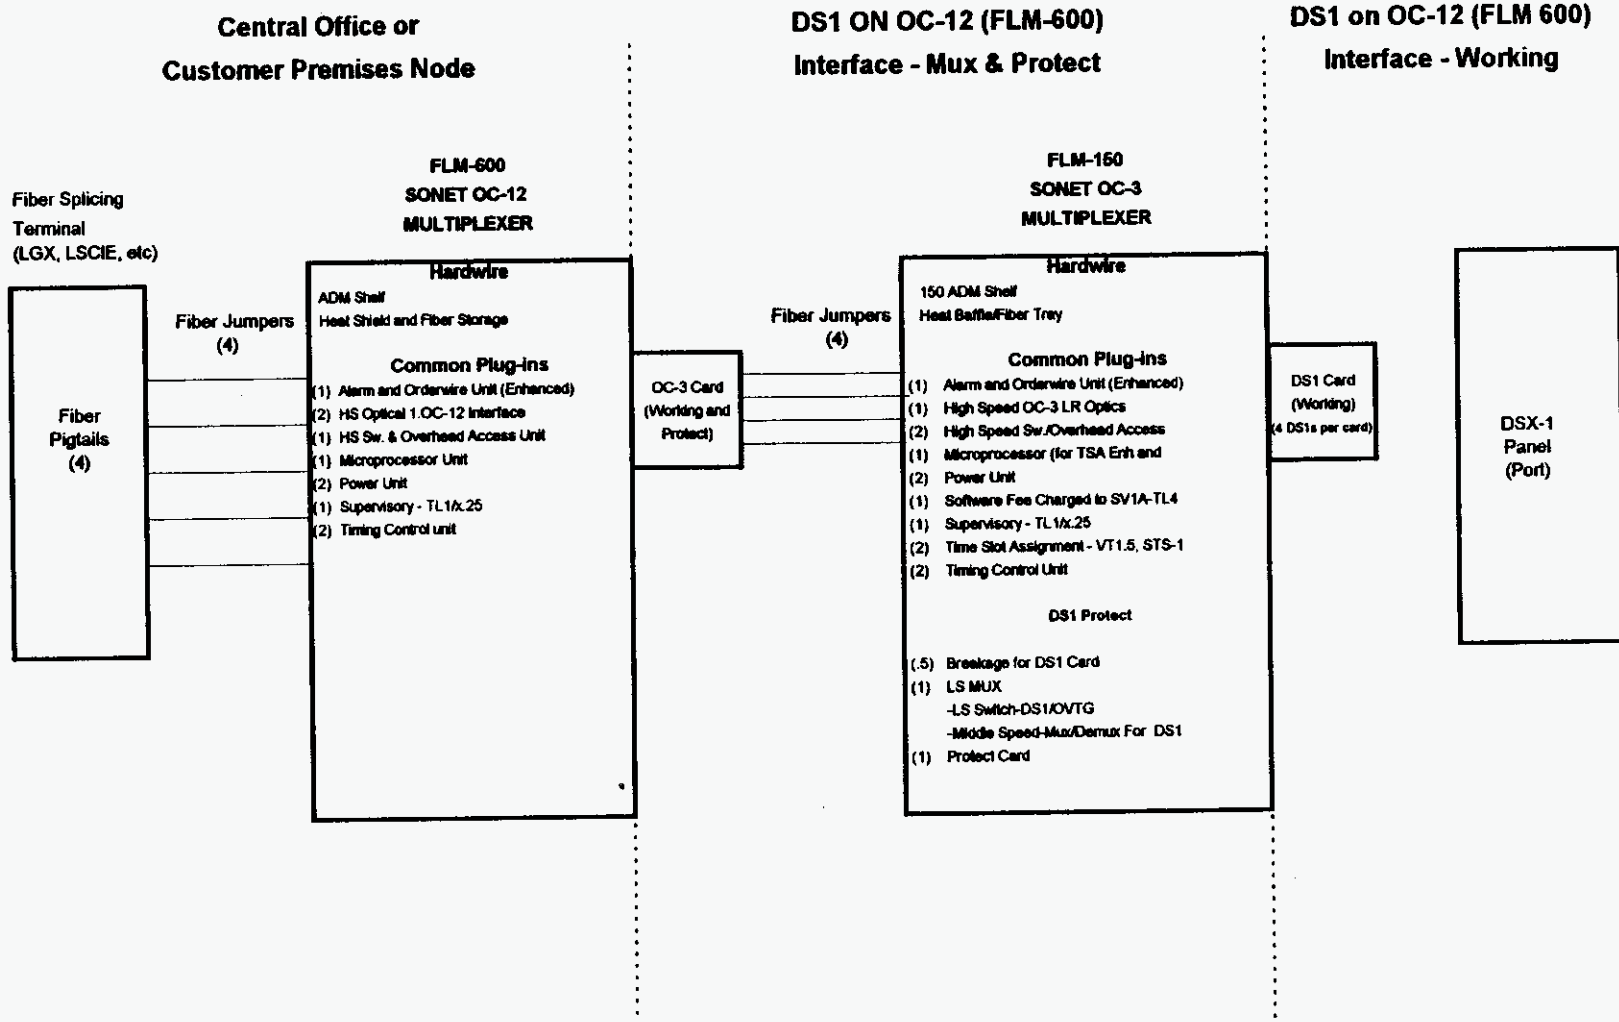 Central Office or
Customer Premises Node
DS1 ON OC-12 (FLM-600)
Interface - Mux & Protect
DS1 on OC-12 (FLM 600)
Interface - Working
Fiber Splicing
Terminal
(LGX, LSCIE, etc)
Fiber
Pigtails
(4)
Fiber Jumpers
(4)
FLM-600
SONET OC-12
MULTIPLEXER
Hardwire
ADM Shelf
Heat Shield and Fiber Storage
Common Plug-ins
(1) Alarm and Orderwire Unit (Enhanced)
(2) HS Optical 1.OC-12 Interface
(1) HS Sw. & Overhead Access Unit
(1) Microprocessor Unit
(2) Power Unit
(1) Supervisory - TL1/x.25
(2) Timing Control unit
OC-3 Card
(Working and
Protect)
Fiber Jumpers
(4)
FLM-150
SONET OC-3
MULTIPLEXER
Hardwire
150 ADM Shelf
Heat Baffle/Fiber Tray
Common Plug-ins
(1) Alarm and Orderwire Unit (Enhanced)
(1) High Speed OC-3 LR Optics
(2) High Speed Sw./Overhead Access
(1) Microprocessor (for TSA Enh and
(2) Power Unit
(1) Software Fee Charged to SV1A-TL4
(1) Supervisory - TL1/x.25
(2) Time Slot Assignment - VT1.5, STS-1
(2) Timing Control Unit
DS1 Protect
(.5) Breakage for DS1 Card
(1) LS MUX
-LS Switch-DS1/OVTG
-Middle Speed-Mux/Demux For DS1
(1) Protect Card
DS1 Card
(Working)
(4 DS1s per card)
DSX-1
Panel
(Port)